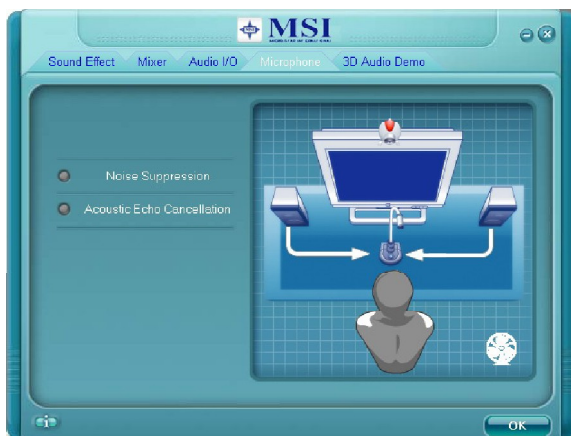 MSI
Sound Effect Mixer Audio I/O Microphone 3D Audio Demo
Noise Suppression
Acoustic Echo Cancellation
i
OK